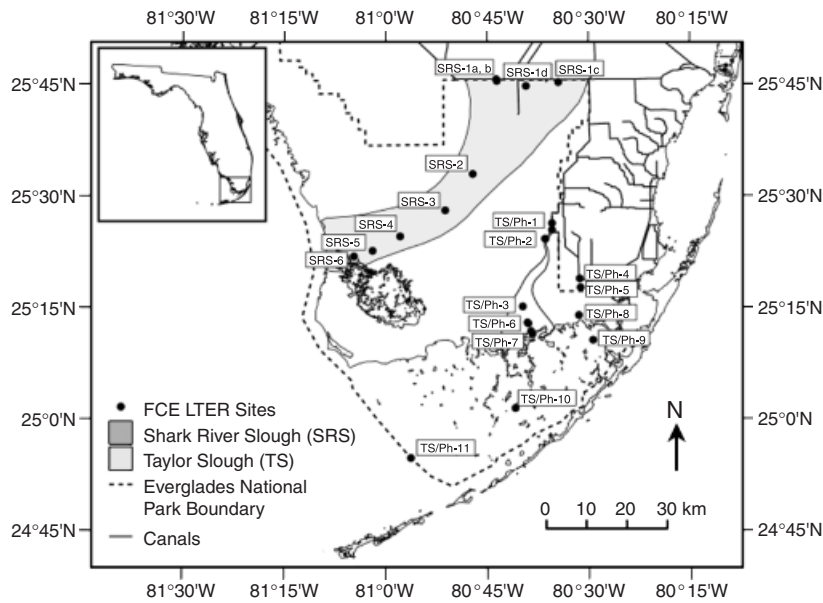 81°30'W 81°15'W 81°0'W 80°45'W 80°30'W 80°15'W
25°45'N
25°30'N
25°15'N
25°0'N
24°45'N
25°45'N
25°30'N
25°15'N
25°0'N
24°45'N
SRS-1a, b
SRS-1d
SRS-1c
SRS-2
SRS-3
SRS-4
SRS-5
SRS-6
TS/Ph-1
TS/Ph-2
TS/Ph-4
TS/Ph-5
TS/Ph-3
TS/Ph-6
TS/Ph-7
TS/Ph-8
TS/Ph-9
TS/Ph-10
TS/Ph-11
FCE LTER Sites
Shark River Slough (SRS)
Taylor Slough (TS)
Everglades National
Park Boundary
Canals
N
0 10 20 30 km
81°30'W 81°15'W 81°0'W 80°45'W 80°30'W 80°15'W